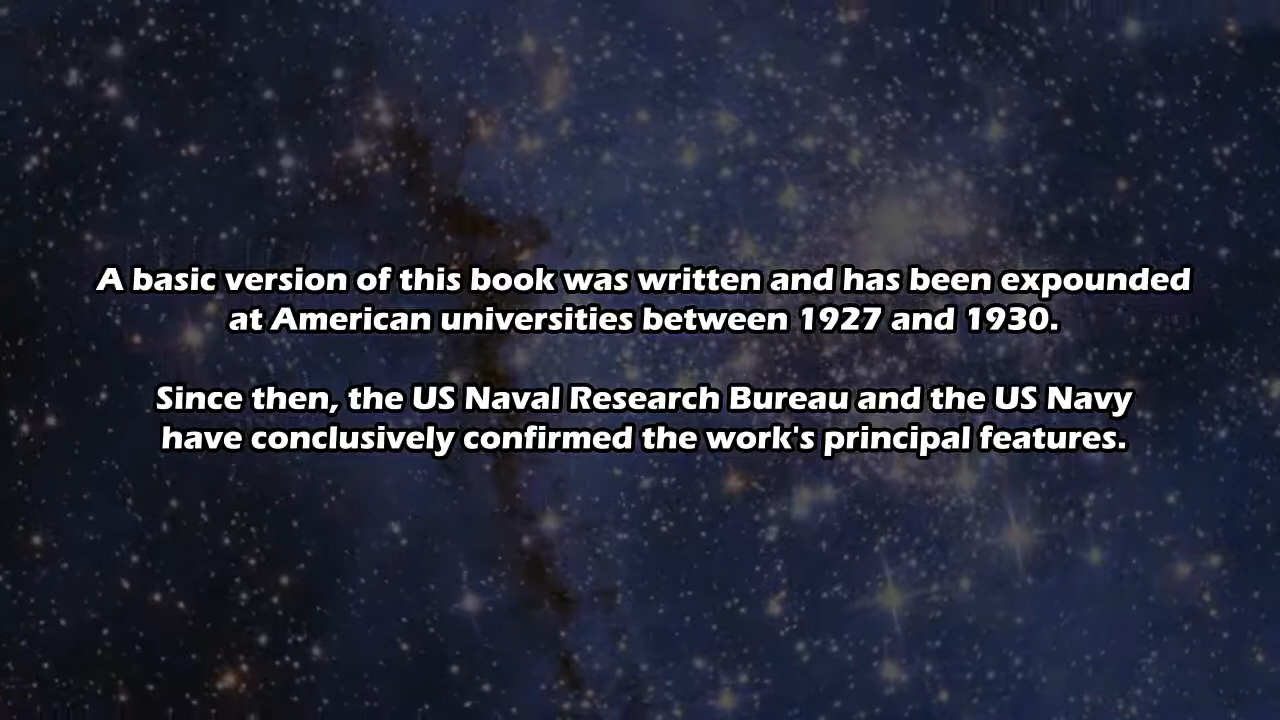 A basic version of this book was written and has been expounded
at American universities between 1927 and 1930.
Since then, the US Naval Research Bureau and the US Navy
have conclusively confirmed the work's principal features.